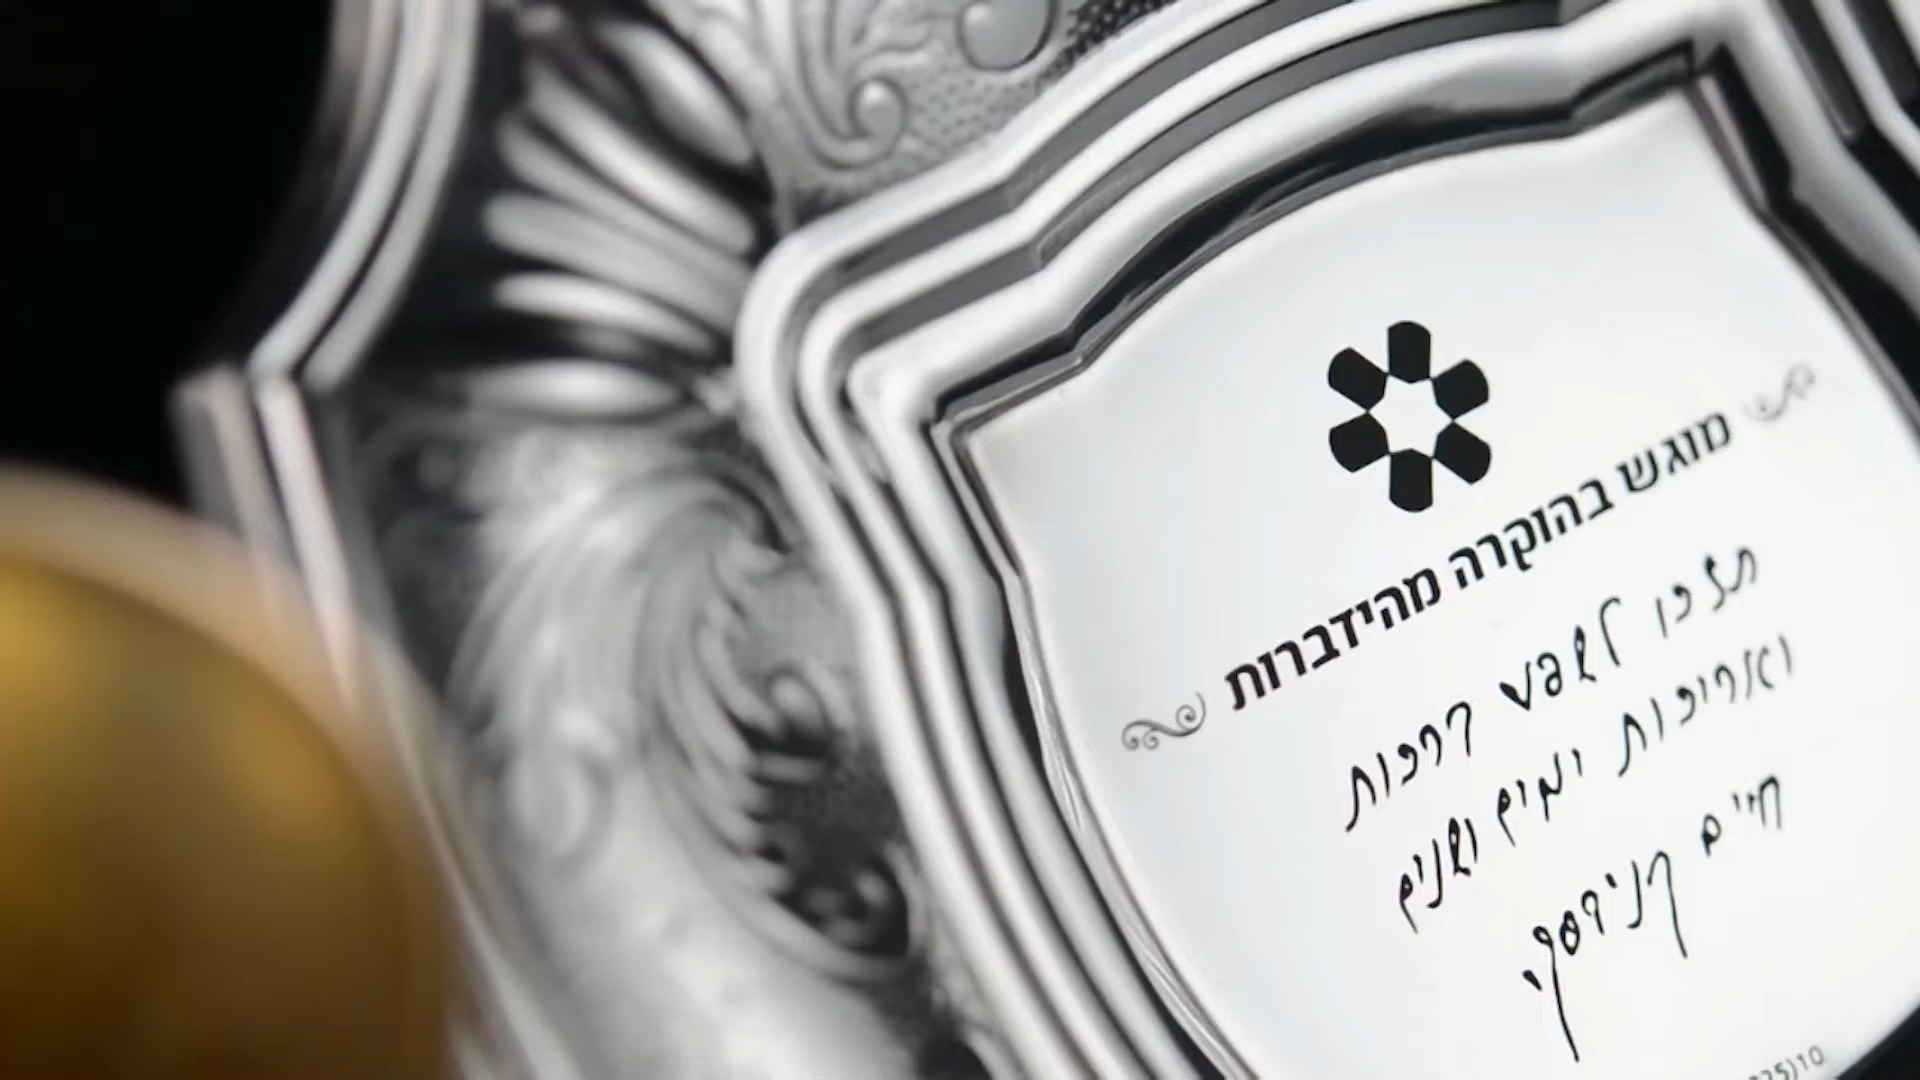 מוגש בהוקרה מהידברות
תזכו לשפע ברכות
ואריכות ימים ושנים
חיים קניבסקי